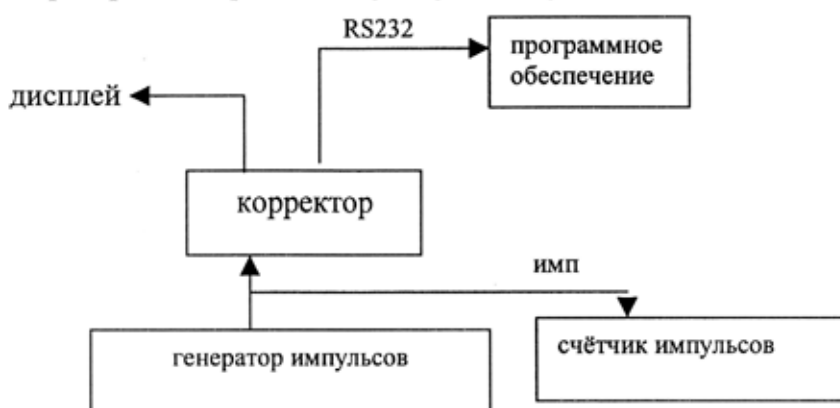 RS232
программное
обеспечение
дисплей
корректор
имп
генератор импульсов
счётчик импульсов